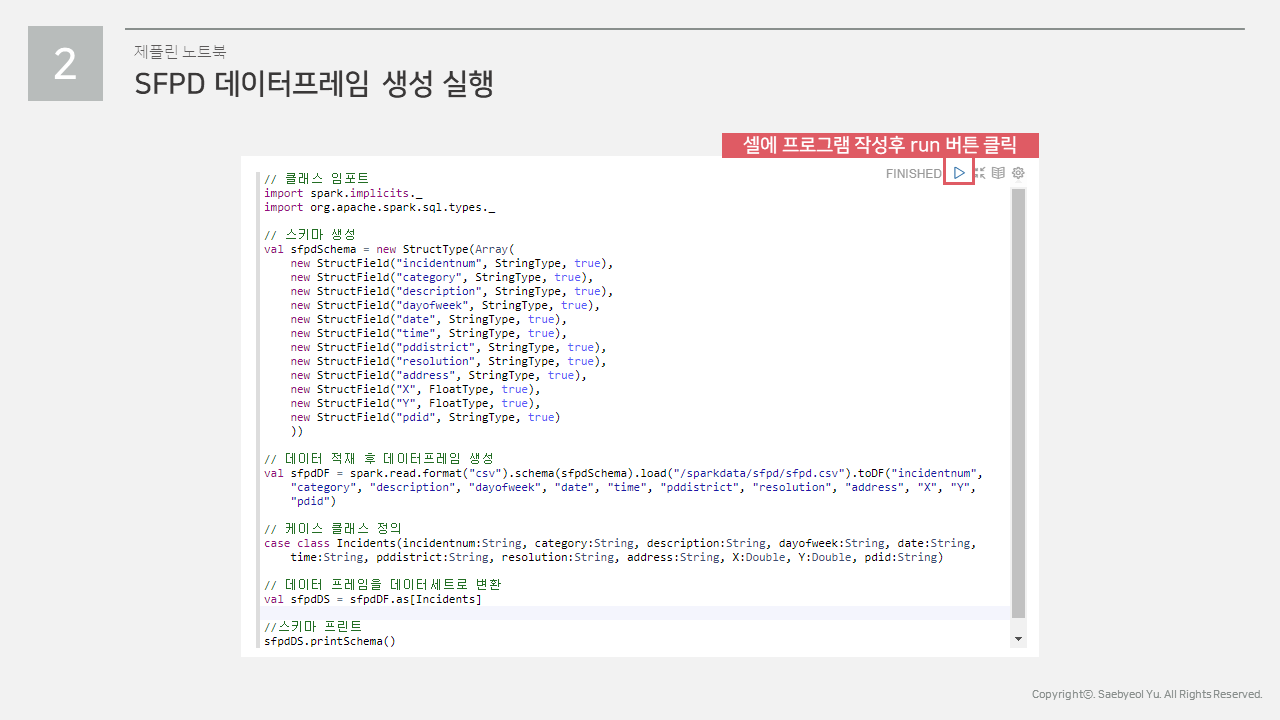 2
제플린 노트북
SFPD 데이터프레임 생성 실행
셀에 프로그램 작성후 run 버튼 클릭
FINISHED
// 클래스 임포트
import spark.implicits._
import org.apache.spark.sql.types._
// 스키마 생성
val sfpdSchema = new StructType(Array(
new StructField("incidentnum", StringType, true),
new StructField("category", StringType, true),
new StructField("description", StringType, true),
new StructField("dayofweek", StringType, true),
new StructField("date", StringType, true),
new StructField("time", StringType, true),
new StructField("pddistrict", StringType, true),
new StructField("resolution", StringType, true),
new StructField("address", StringType, true),
new StructField("X", FloatType, true),
new StructField("Y", FloatType, true),
new StructField("pdid", StringType, true)
))
// 데이터 적재 후 데이터프레임 생성
val sfpdDF = spark.read.format("csv").schema(sfpdSchema).load("/sparkdata/sfpd/sfpd.csv").toDF("incidentnum",
"category", "description", "dayofweek", "date", "time", "pddistrict", "resolution", "address", "X", "Y",
"pdid")
// 케이스 클래스 정의
case class Incidents(incidentnum:String, category:String, description:String, dayofweek:String, date:String,
time:String, pddistrict:String, resolution:String, address:String, X:Double, Y:Double, pdid:String)
// 데이터 프레임을 데이터세트로 변환
val sfpdDS = sfpdDF.as[Incidents]
//스키마 프린트
sfpdDS.printSchema()
Copyrightⓒ. Saebyeol Yu. All Rights Reserved.